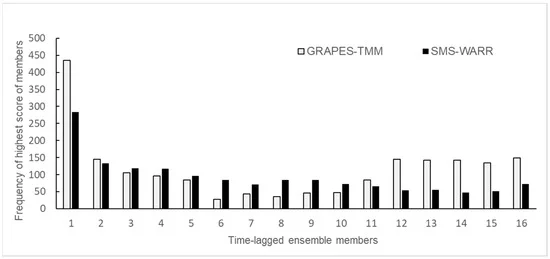 500
450
400
350
300
250
200
150
100
50
0
Frequency of highest score of members
GRAPES-TMM SMS-WARR
1 2 3 4 5 6 7 8 9 10 11 12 13 14 15 16
Time-lagged ensemble members